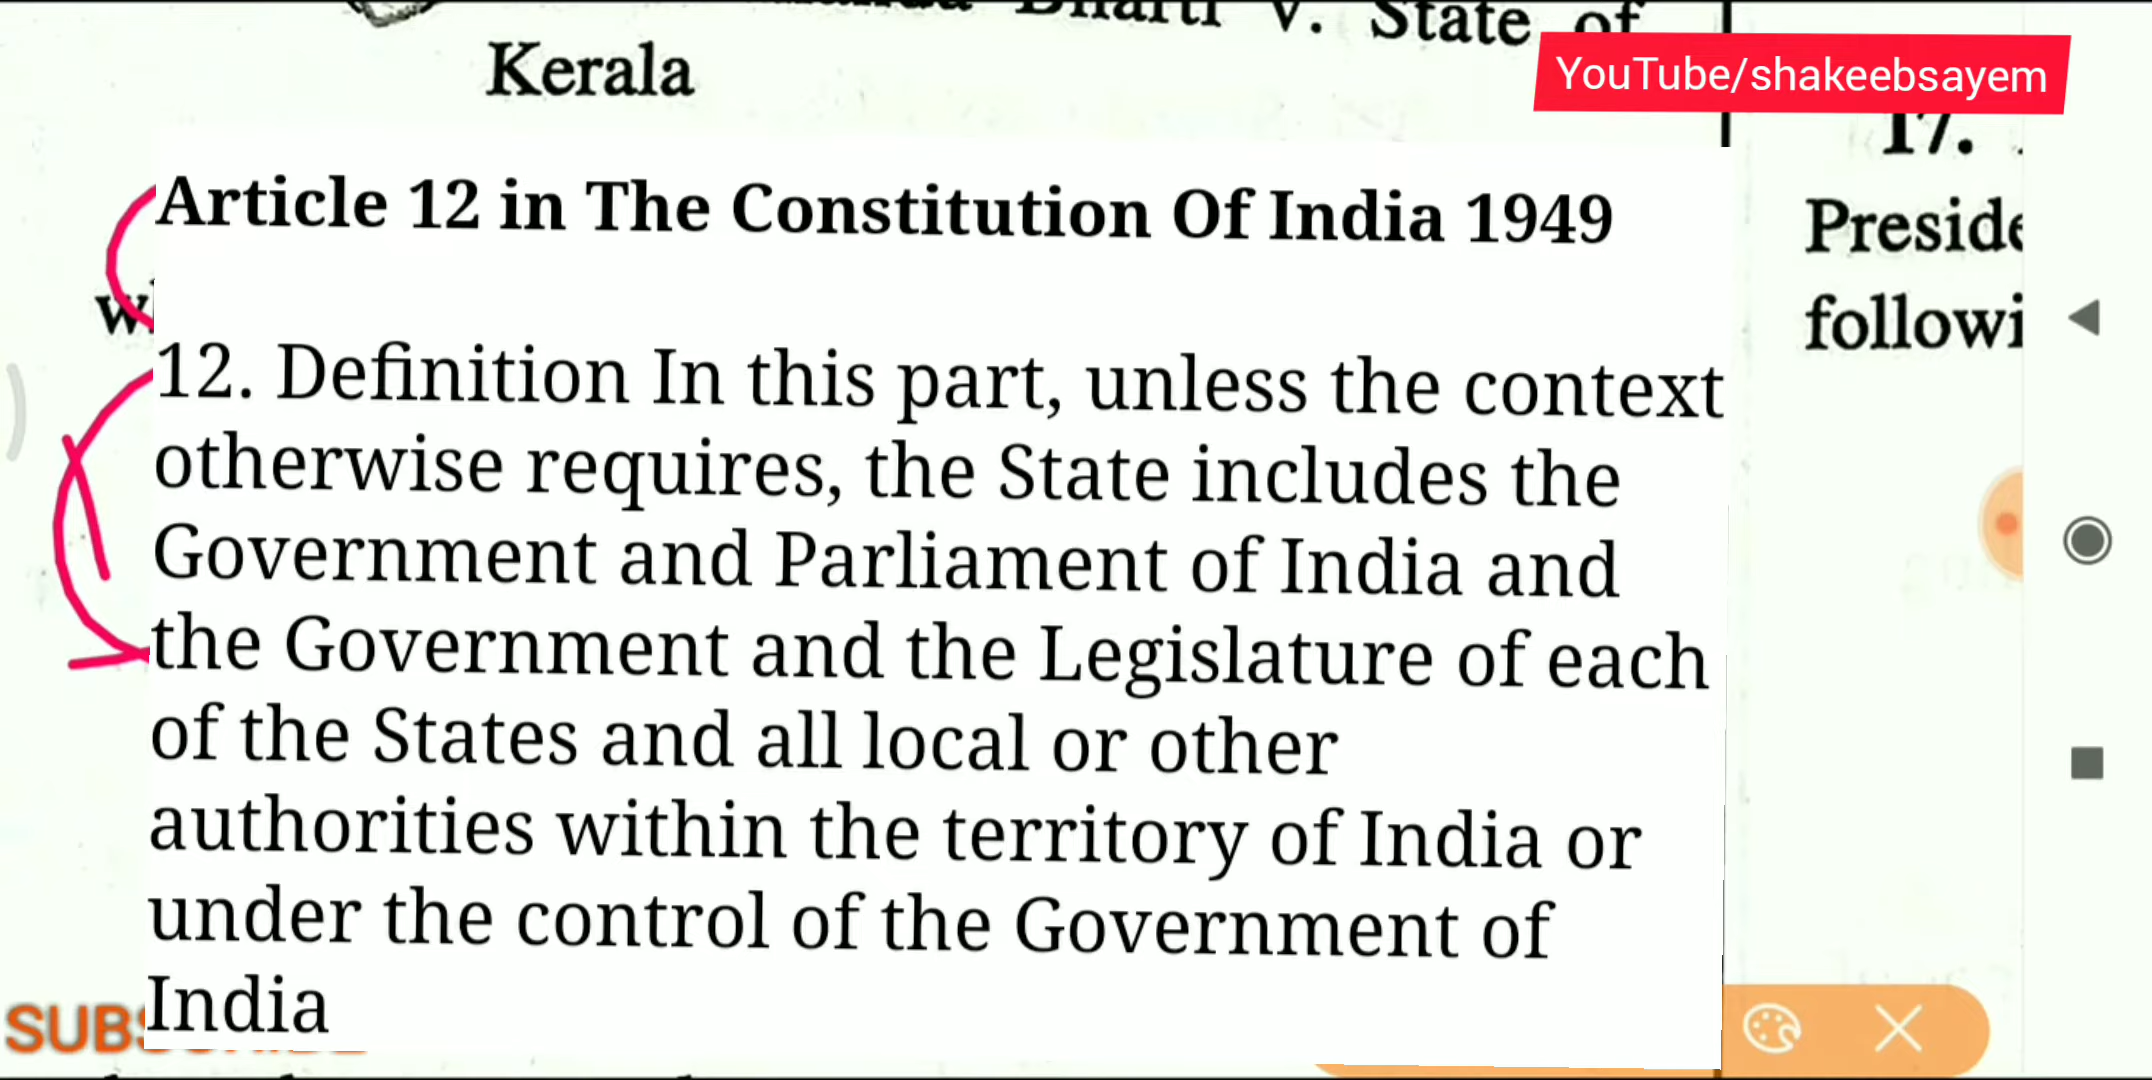 V. State of
Kerala
YouTube/shakeebsayem
17.
Article 12 in The Constitution Of India 1949
12. Definition In this part, unless the context
otherwise requires, the State includes the
Government and Parliament of India and
the Government and the Legislature of each
of the States and all local or other
authorities within the territory of India or
under the control of the Government of
India